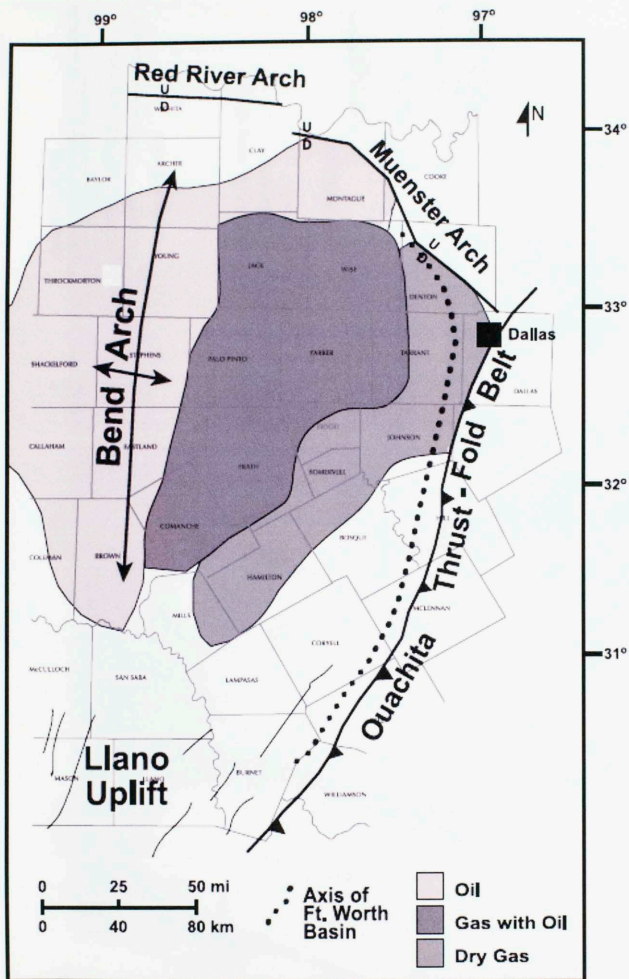 99°
98°
97°
Red River Arch
U
D
WICHITA
N
34°
U
D
CLAY
Muenster Arch
ARCHER
BAYLOR
COOKE
MONTAGUE
YOUNG
JACK
WISE
U
D
DENTON
33°
THROCKMORTON
Dallas
Bend Arch
STEPHENS
SHACKELFORD
PALO PINTO
PARKER
TARRANT
DALLAS
Ouachita Thrust - Fold Belt
HOOD
CALLAHAM
EASTLAND
JOHNSON
ERATH
SOMERVELL
32°
HILL
COMANCHE
BOSQUE
COLEMAN
BROWN
HAMILTON
McLENNAN
MILLS
CORYELL
31°
McCULLOCH
SAN SABA
LAMPASAS
Llano
Uplift
MASON
LLANO
BURNET
WILLIAMSON
0 25 50 mi
0 40 80 km
Axis of
Ft. Worth
Basin
Oil
Gas with Oil
Dry Gas